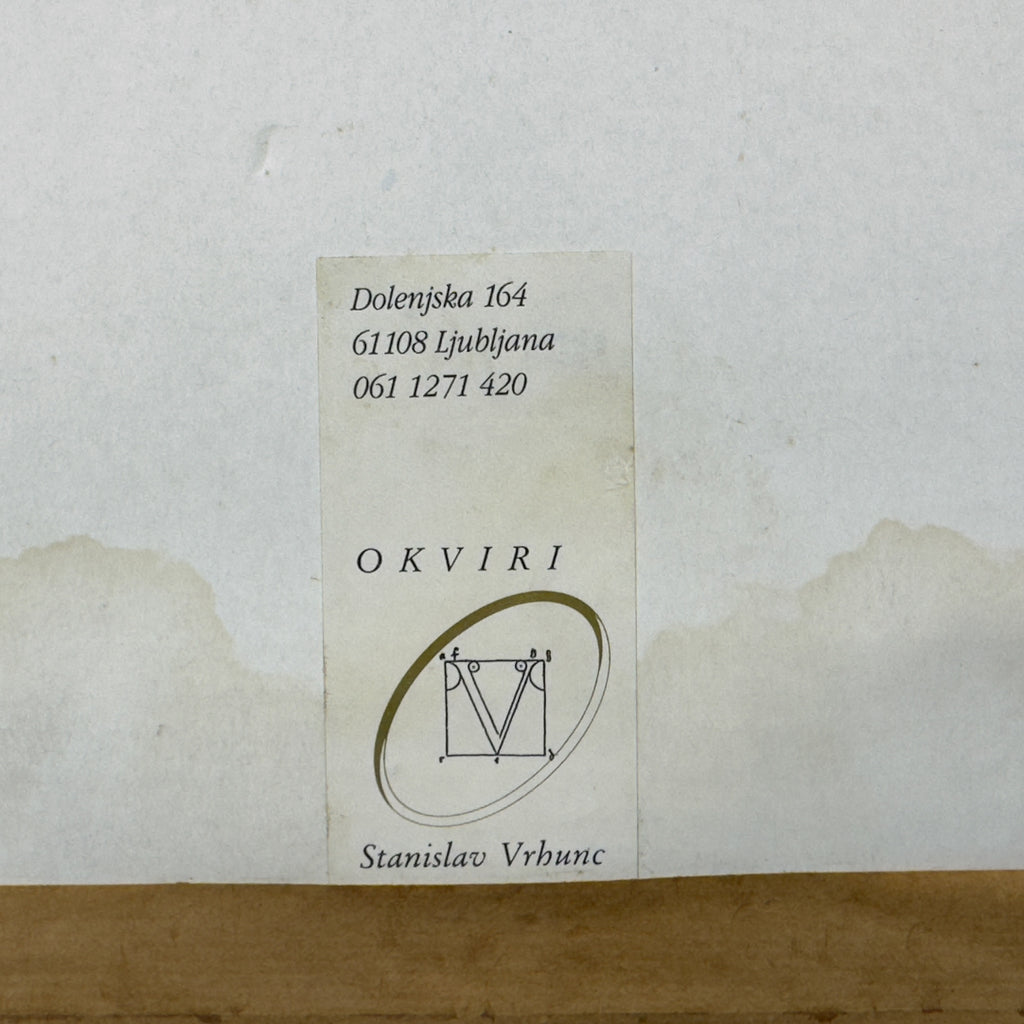 Dolenjska 164
61108 Ljubljana
061 1271 420
OKVIRI
Stanislav Vrhunc